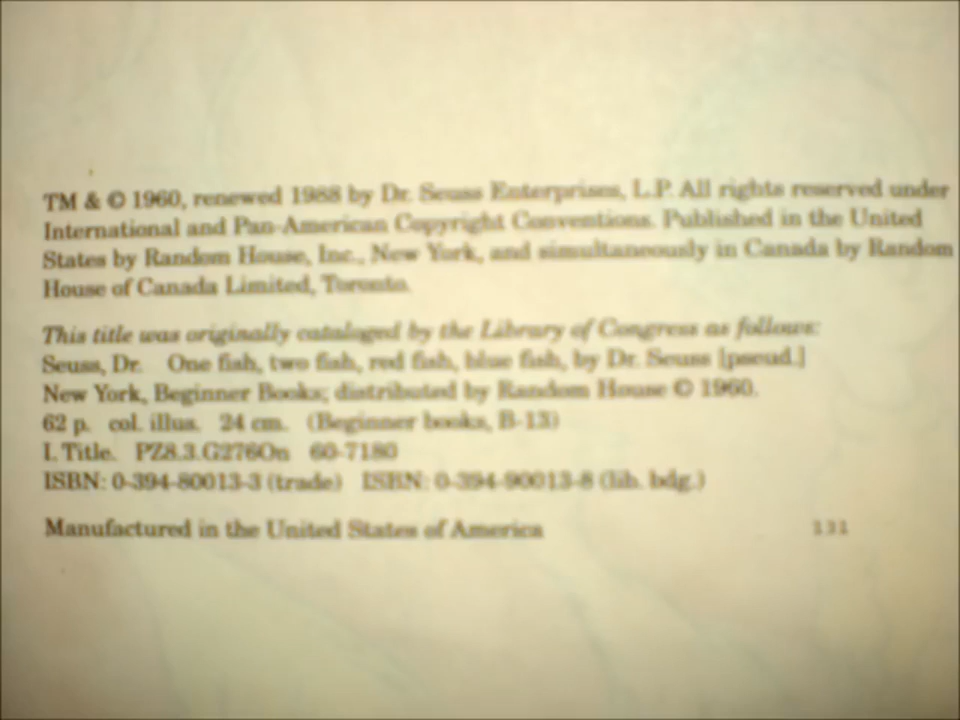 TM & © 1960, renewed 1988 by Dr. Seuss Enterprises, L.P. All rights reserved under
International and Pan-American Copyright Conventions. Published in the United
States by Random House, Inc., New York, and simultaneously in Canada by Random
House of Canada Limited, Toronto.
This title was originally cataloged by the Library of Congress as follows:
Seuss, Dr. One fish, two fish, red fish, blue fish, by Dr. Seuss [pseud.]
New York, Beginner Books; distributed by Random House © 1960.
62 p. col. illus. 24 cm. (Beginner books, B-13)
I. Title. PZ8.3.G276On 60-7180
ISBN: 0-394-80013-3 (trade) ISBN: 0-394-90013-8 (lib. bdg.)
Manufactured in the United States of America 131